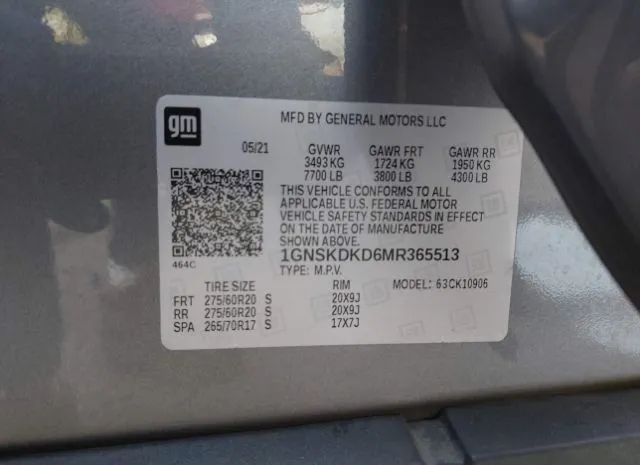 gm
MFD BY GENERAL MOTORS LLC
05/21 GVWR GAWR FRT GAWR RR
3493 KG 1724 KG 1950 KG
7700 LB 3800 LB 4300 LB
THIS VEHICLE CONFORMS TO ALL
APPLICABLE U.S. FEDERAL MOTOR
VEHICLE SAFETY STANDARDS IN EFFECT
ON THE DATE OF MANUFACTURE
SHOWN ABOVE.
464C
1GNSKDKD6MR365513
TYPE: M.P.V. MODEL: 63CK10906
TIRE SIZE RIM
FRT 275/60R20 S 20X9J
RR 275/60R20 S 20X9J
SPA 265/70R17 S 17X7J